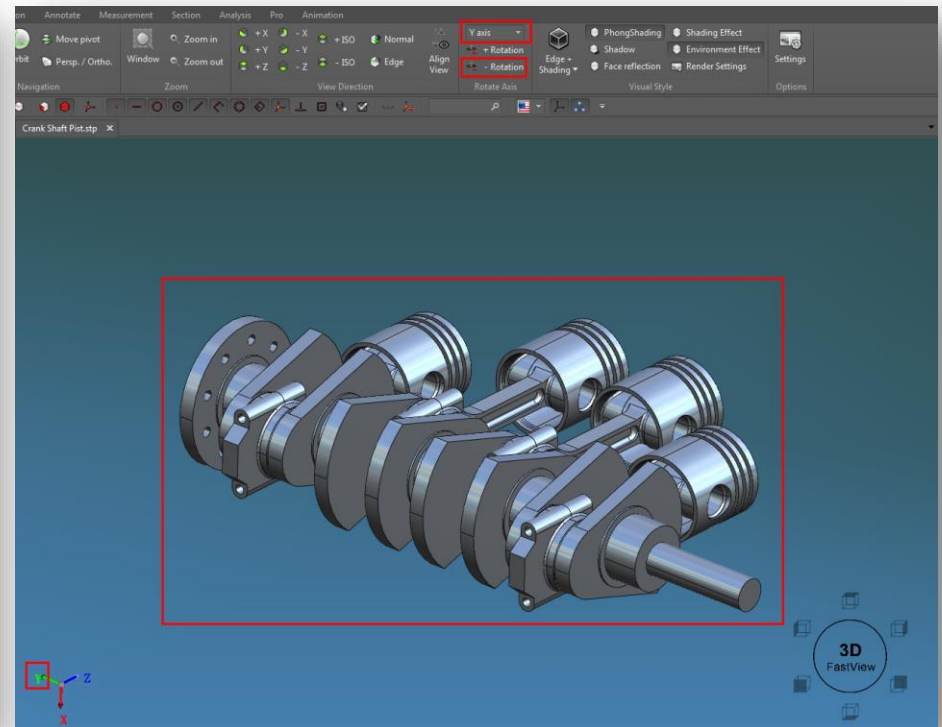 Annotate Measurement Section Analysis Pro Animation
Move pivot
Persp. / Ortho.
Navigation
Window
Zoom in
Zoom out
Zoom
+X -X +ISO Normal
+Y -Y
+Z -Z -ISO Edge
Align
View
View Direction
Y axis
+ Rotation
- Rotation
Rotate Axis
Edge +
Shading
PhongShading Shading Effect
Shadow Environment Effect
Face reflection Render Settings
Visual Style
Settings
Options
Crank Shaft Pist.stp X
3D
FastView
Y Z
X